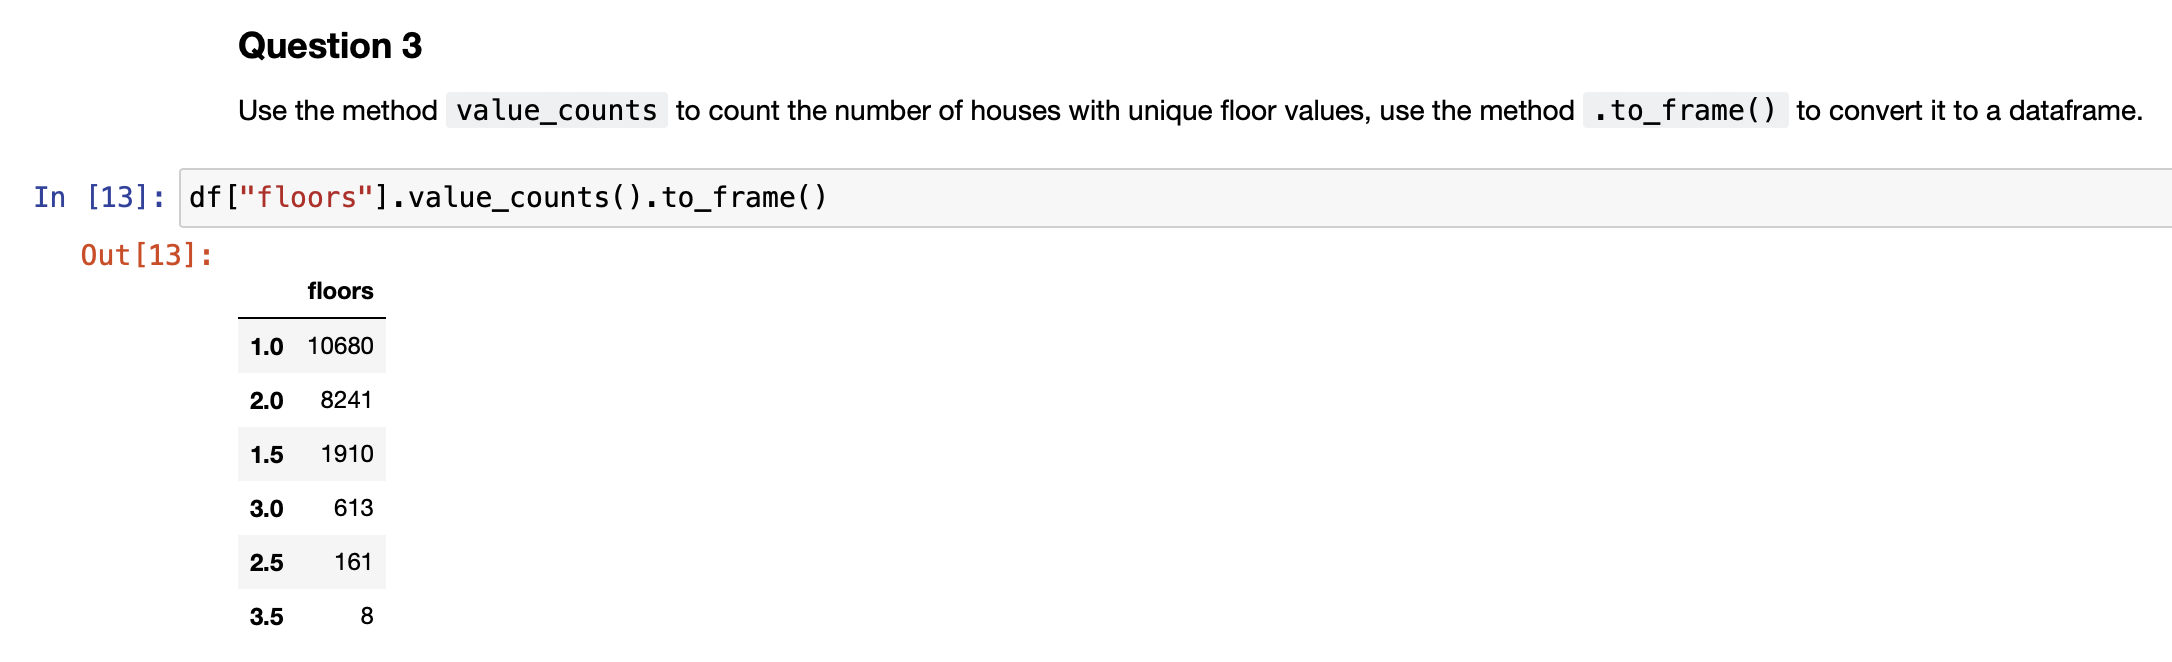 Question 3
Use the method value_counts to count the number of houses with unique floor values, use the method .to_frame() to convert it to a dataframe.
In [13]: df["floors"].value_counts().to_frame()
Out[13]:
floors
1.0 10680
2.0 8241
1.5 1910
3.0 613
2.5 161
3.5 8